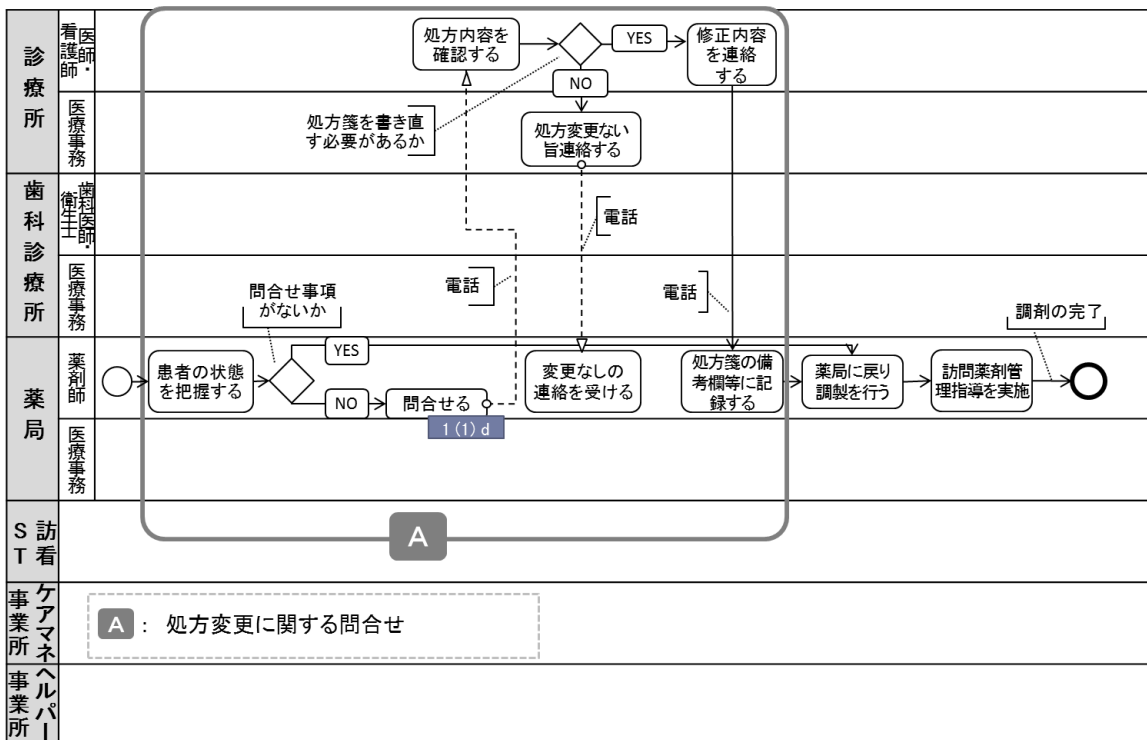 診療所
医師・
看護師
処方内容を
確認する
YES
修正内容
を連絡
する
NO
処方箋を書き直
す必要があるか
医療事務
処方変更ない
旨連絡する
歯科診療所
歯科医師・
衛生士
電話
医療事務
問合せ事項
がないか
電話
電話
調剤の完了
薬局
薬剤師
YES
患者の状態
を把握する
NO
問合せる
1 (1) d
変更なしの
連絡を受ける
処方箋の備
考欄等に記
録する
薬局に戻り
調製を行う
訪問薬剤管
理指導を実施
医療事務
訪看
ST
A
ケアマネ
事業所
A : 処方変更に関する問合せ
ヘルパー
事業所